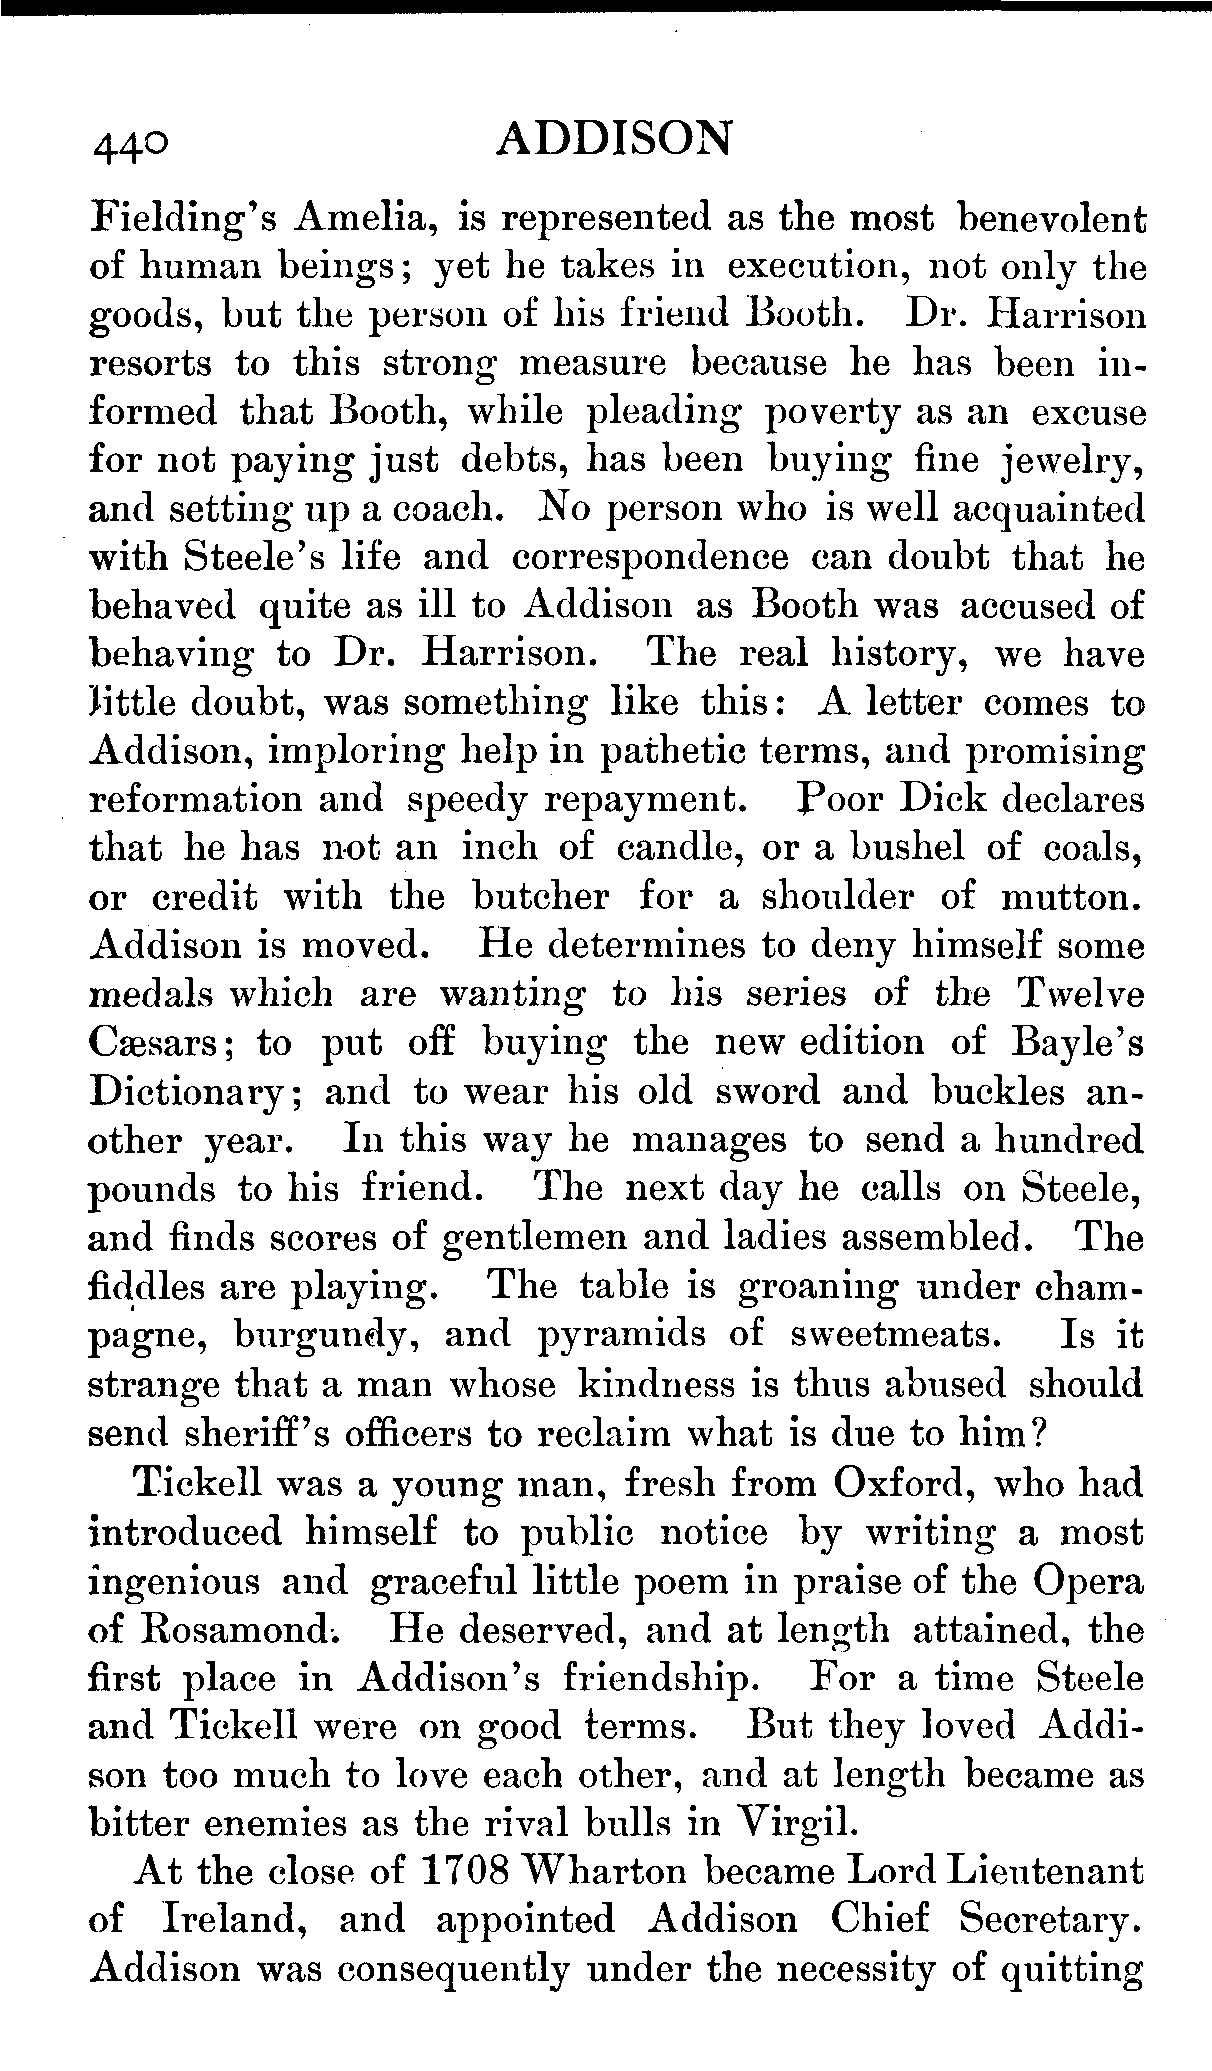 440 ADDISON
Fielding's Amelia, is represented as the most benevolent
of human beings; yet he takes in execution, not only the
goods, but the person of his friend Booth. Dr. Harrison
resorts to this strong measure because he has been in-
formed that Booth, while pleading poverty as an excuse
for not paying just debts, has been buying fine jewelry,
and setting up a coach. No person who is well acquainted
with Steele's life and correspondence can doubt that he
behaved quite as ill to Addison as Booth was accused of
behaving to Dr. Harrison. The real history, we have
little doubt, was something like this: A letter comes to
Addison, imploring help in pathetic terms, and promising
reformation and speedy repayment. Poor Dick declares
that he has not an inch of candle, or a bushel of coals,
or credit with the butcher for a shoulder of mutton.
Addison is moved. He determines to deny himself some
medals which are wanting to his series of the Twelve
Cæsars; to put off buying the new edition of Bayle's
Dictionary; and to wear his old sword and buckles an-
other year. In this way he manages to send a hundred
pounds to his friend. The next day he calls on Steele,
and finds scores of gentlemen and ladies assembled. The
fiddles are playing. The table is groaning under cham-
pagne, burgundy, and pyramids of sweetmeats. Is it
strange that a man whose kindness is thus abused should
send sheriff's officers to reclaim what is due to him?
Tickell was a young man, fresh from Oxford, who had
introduced himself to public notice by writing a most
ingenious and graceful little poem in praise of the Opera
of Rosamond. He deserved, and at length attained, the
first place in Addison's friendship. For a time Steele
and Tickell were on good terms. But they loved Addi-
son too much to love each other, and at length became as
bitter enemies as the rival bulls in Virgil.
At the close of 1708 Wharton became Lord Lieutenant
of Ireland, and appointed Addison Chief Secretary.
Addison was consequently under the necessity of quitting